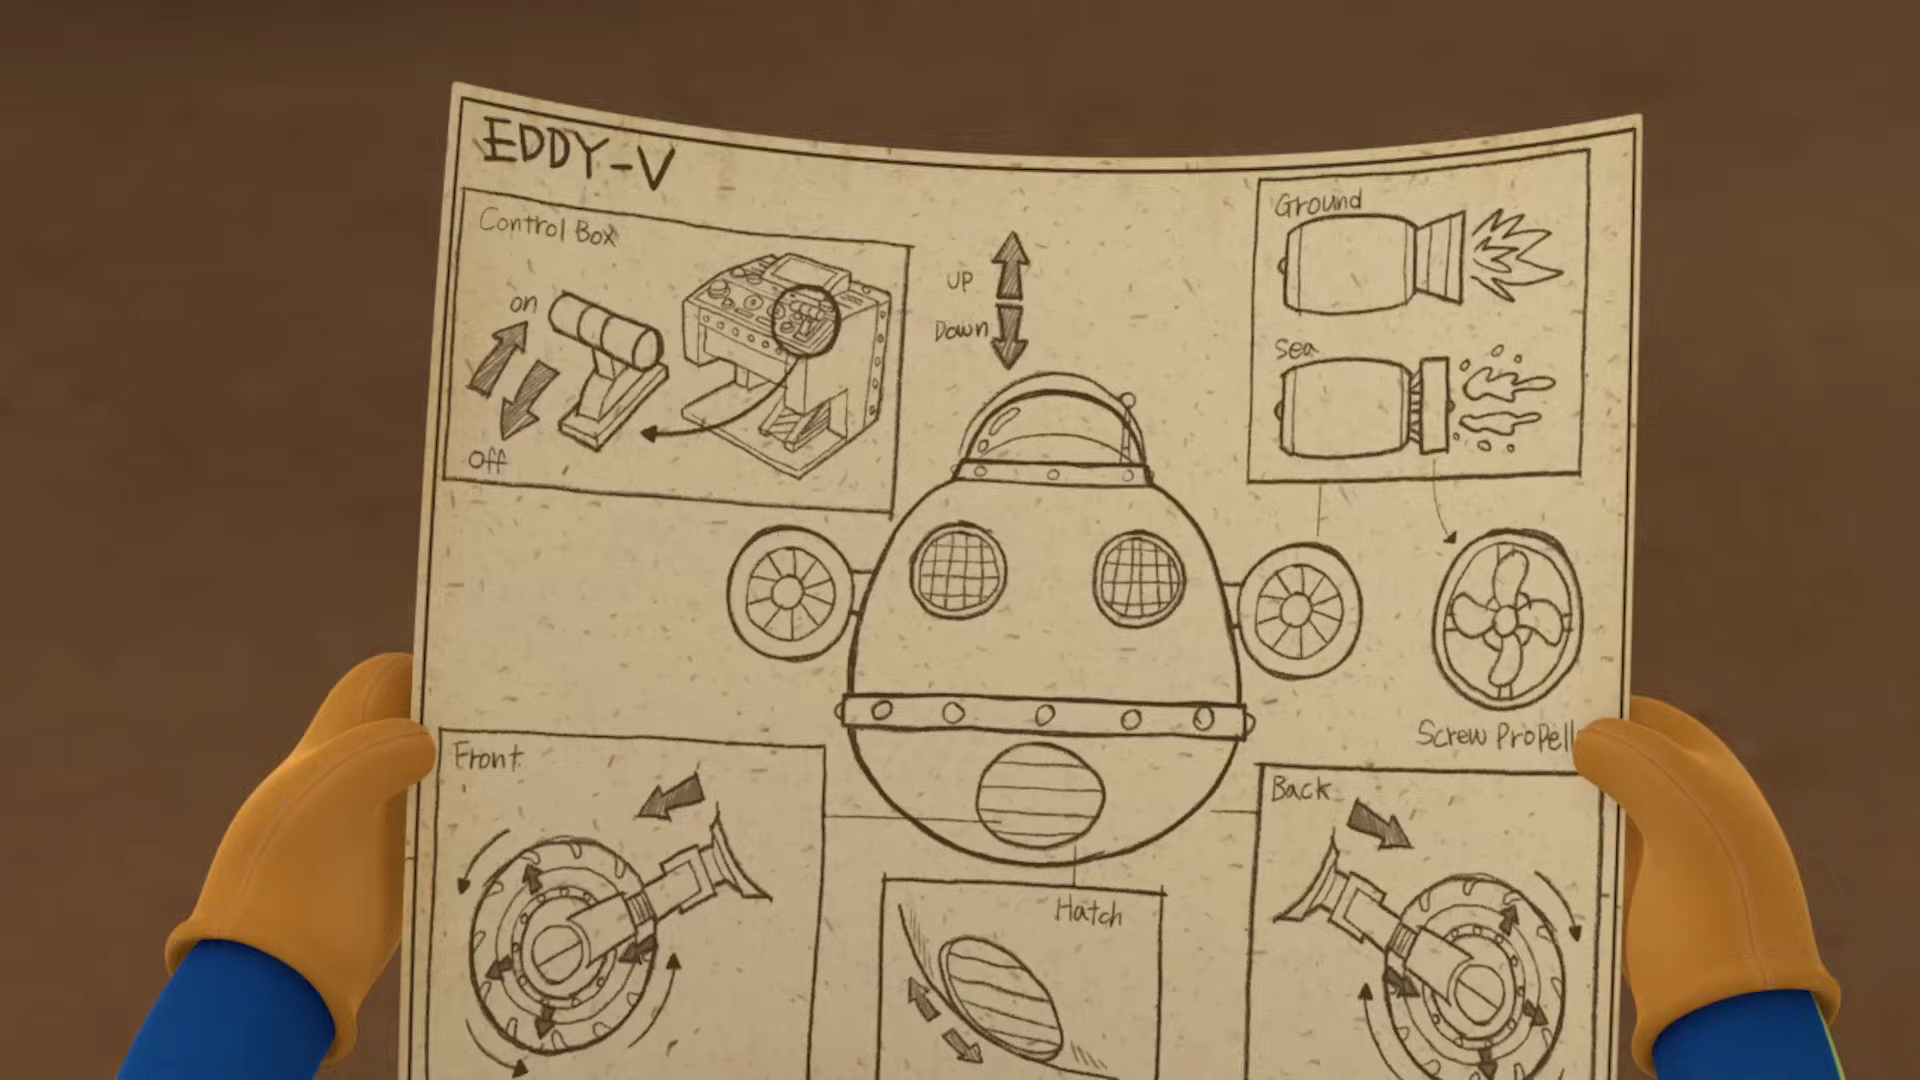 EDDY-V
Control Box
on
Off
UP
Down
Ground
Sea
Screw Propell
Front
Back
Hatch